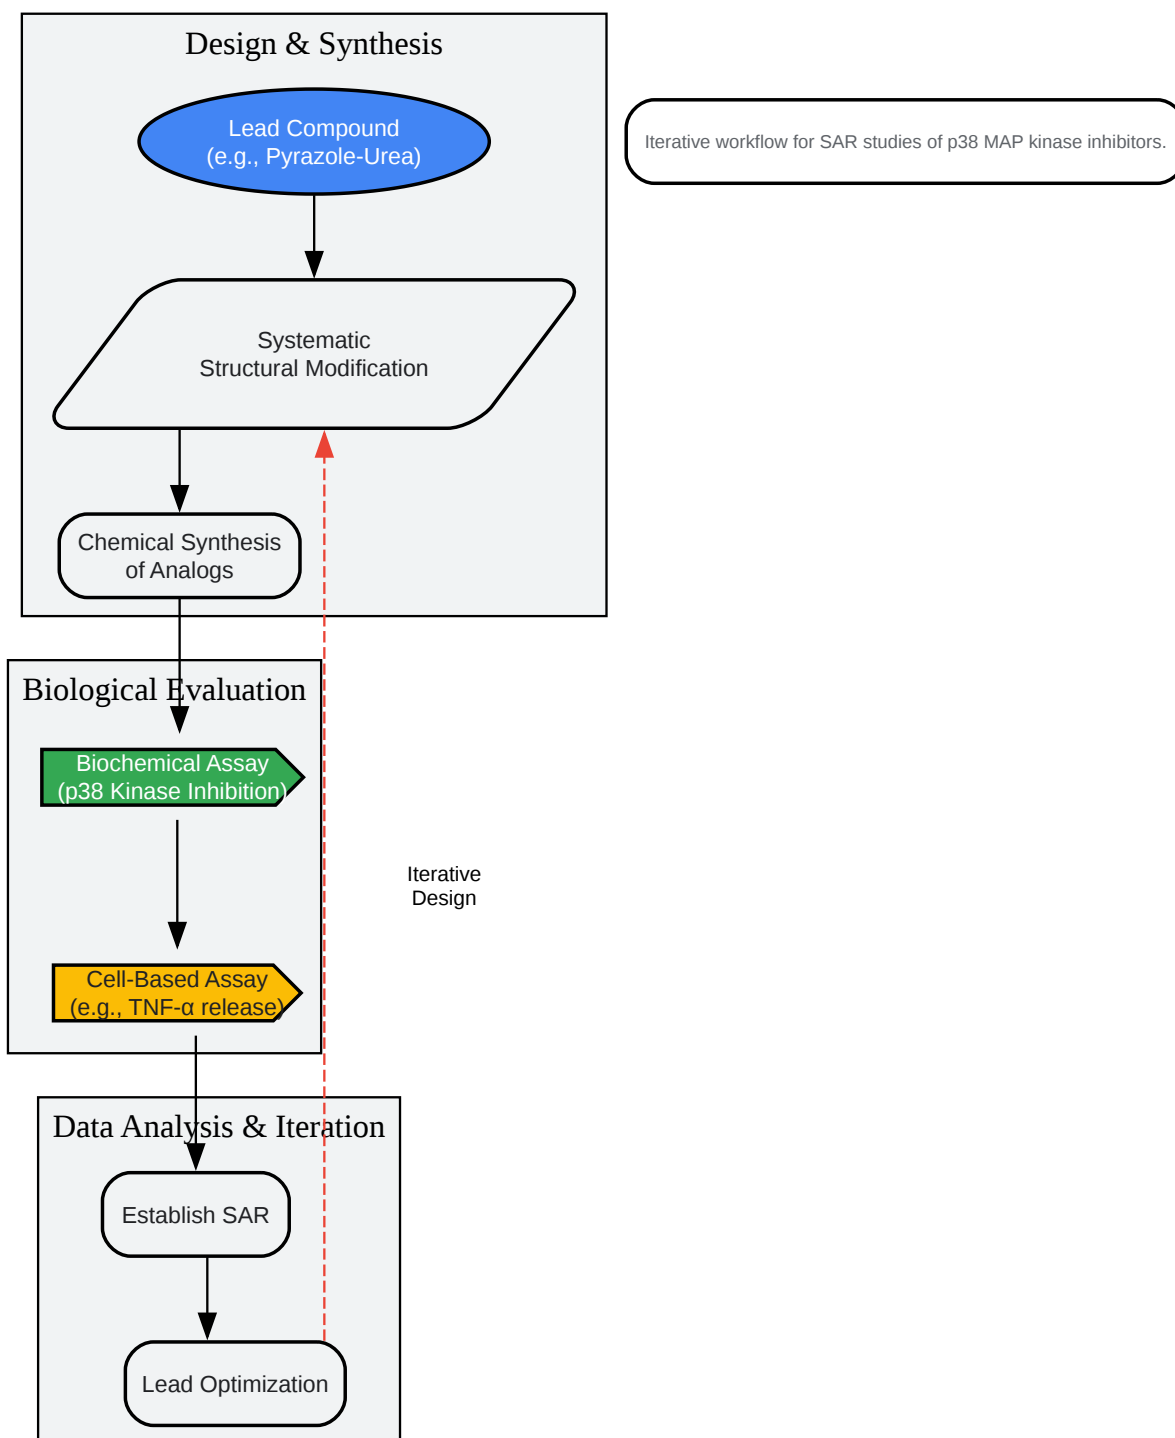 Design & Synthesis
Lead Compound
(e.g., Pyrazole-Urea)
Iterative workflow for SAR studies of p38 MAP kinase inhibitors.
Systematic
Structural Modification
Chemical Synthesis
of Analogs
Biological Evaluation
Biochemical Assay
(p38 Kinase Inhibition)
Iterative
Design
Cell-Based Assay
(e.g., TNF-α release)
Data Analysis & Iteration
Establish SAR
Lead Optimization